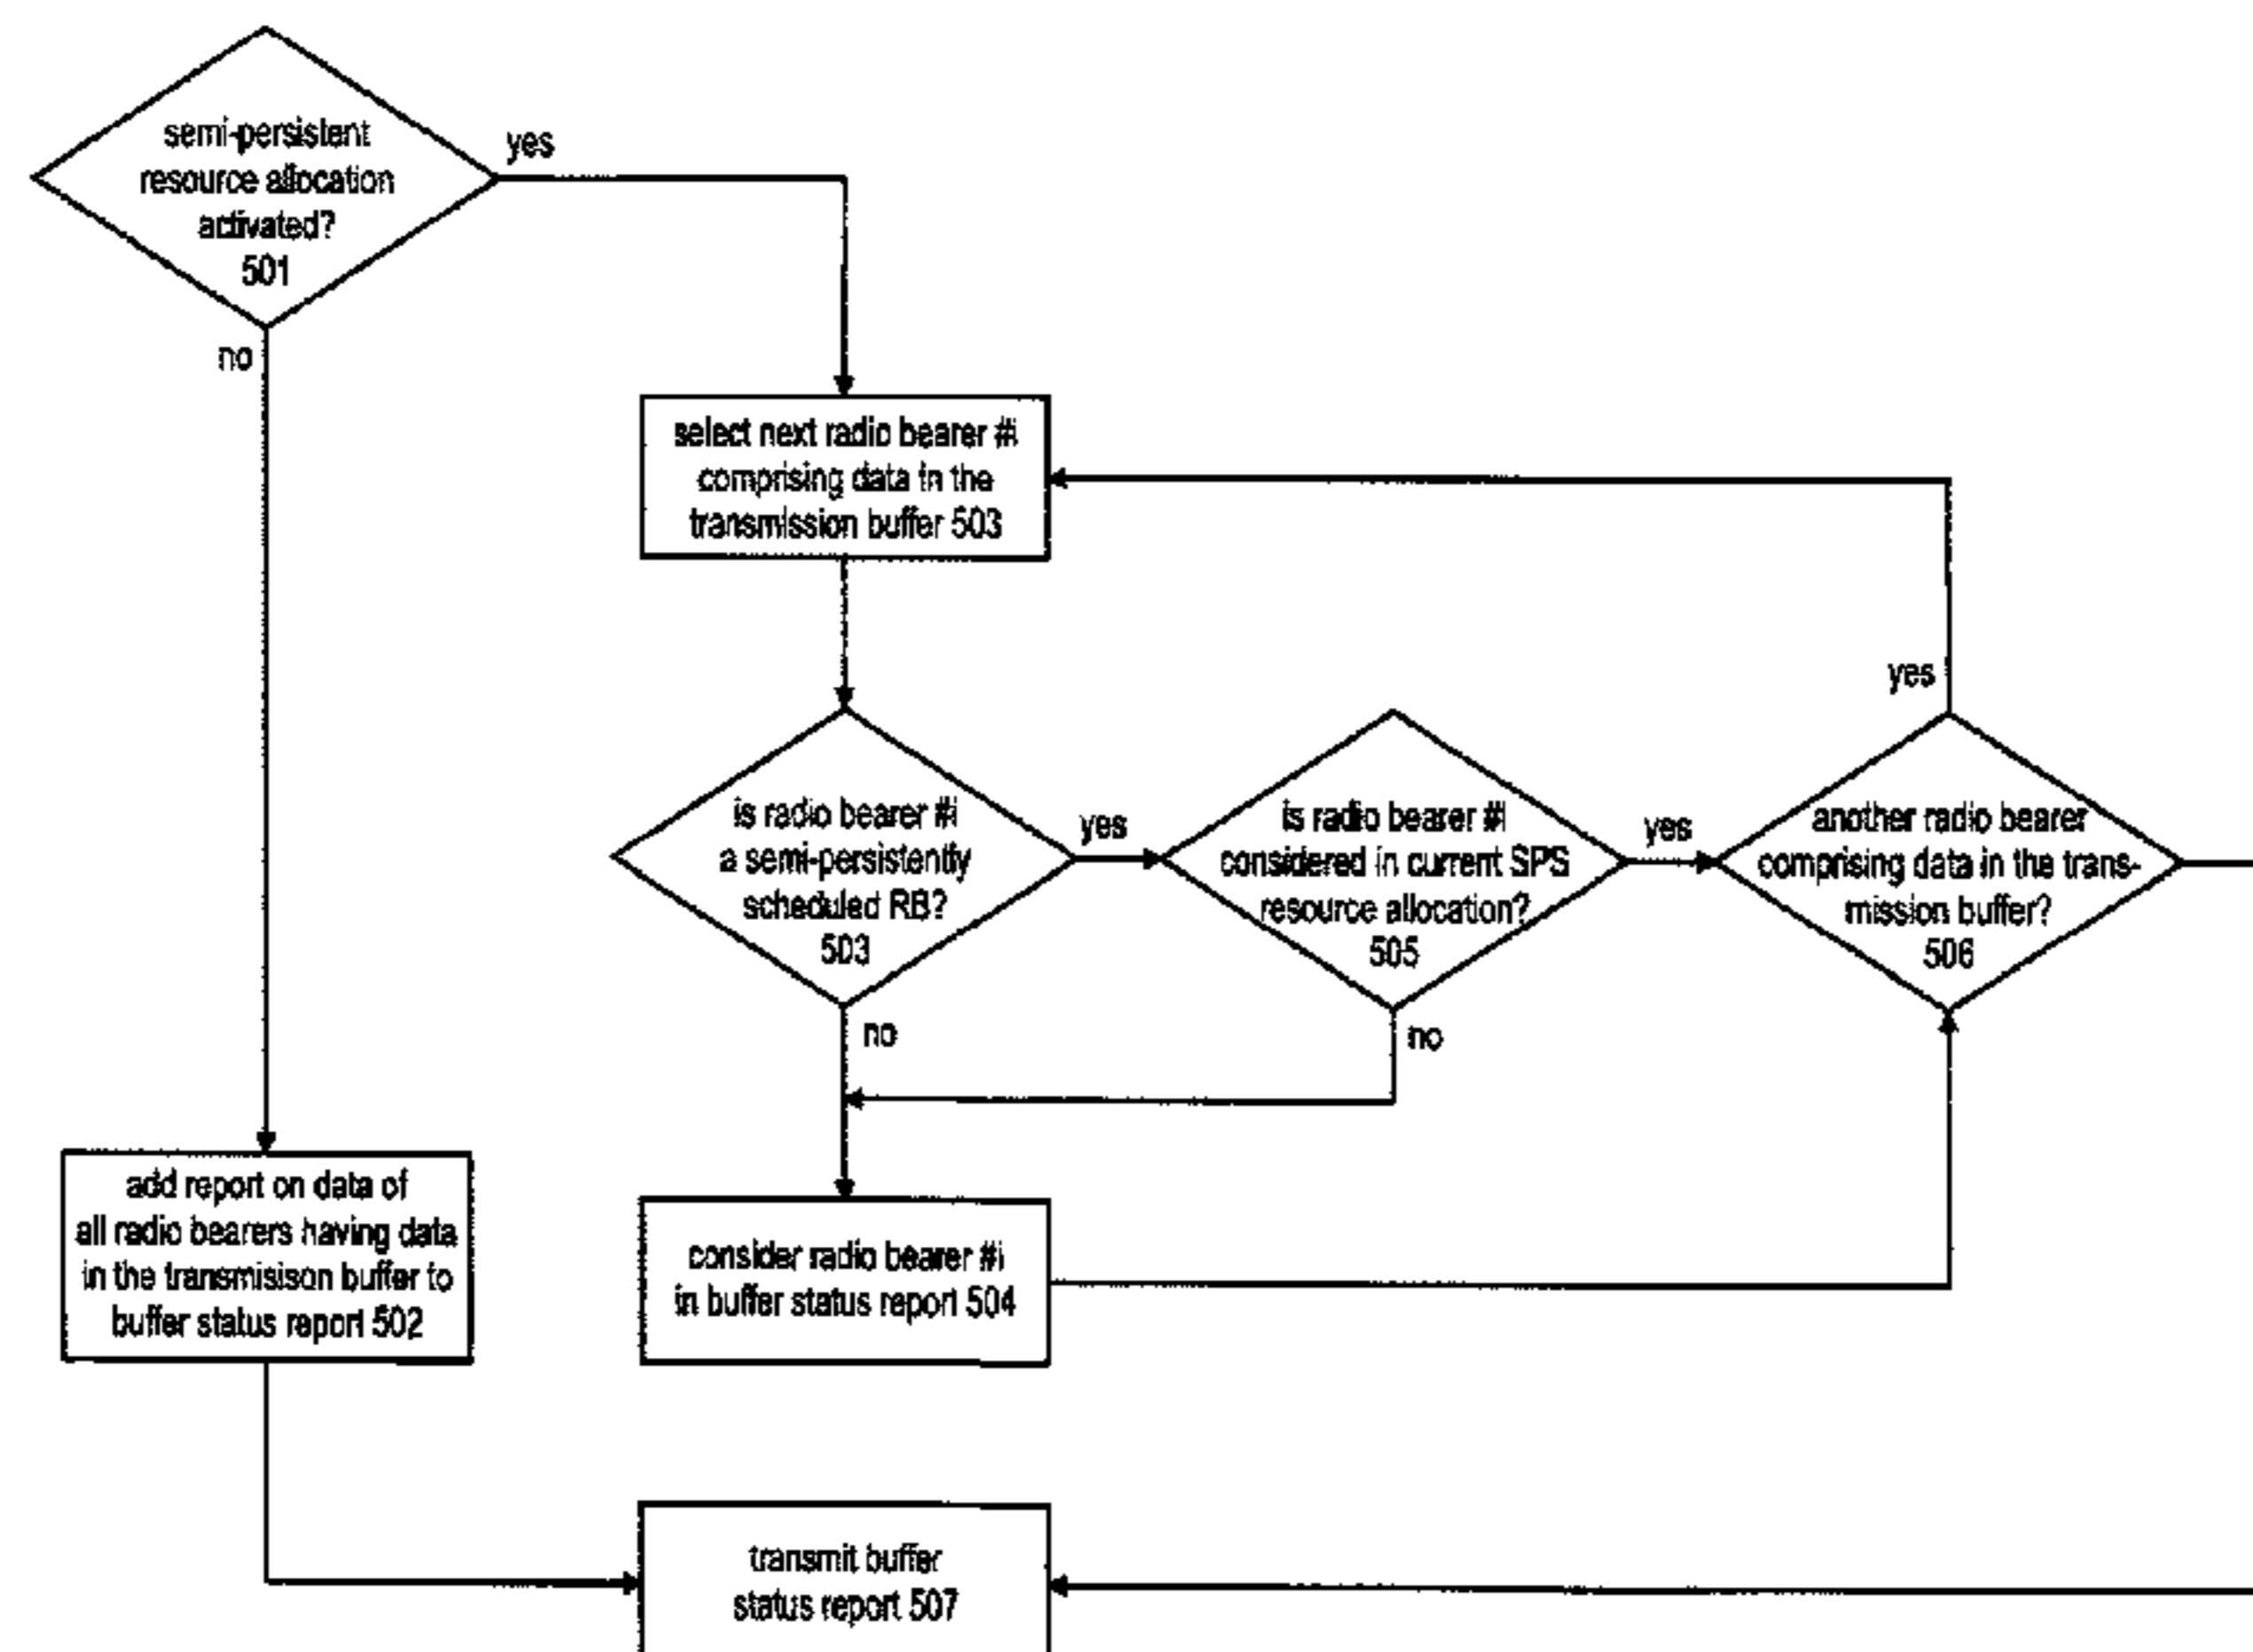 semi-persistent
resource allocation
activated?
501
yes
no
select next radio bearer #i
comprising data in the
transmission buffer 503
is radio bearer #i
a semi-persistently
scheduled RB?
503
yes
no
is radio bearer #i
considered in current SPS
resource allocation?
505
yes
no
another radio bearer
comprising data in the trans-
mission buffer?
506
yes
add report on data of
all radio bearers having data
in the transmisison buffer to
buffer status report 502
consider radio bearer #i
in buffer status report 504
transmit buffer
status report 507